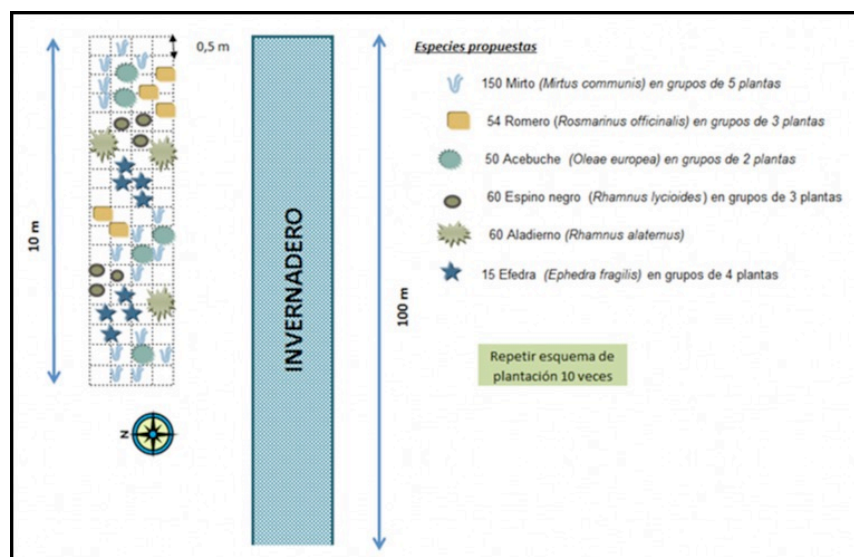 0,5 m
10 m
N
INVERNADERO
100 m
Especies propuestas
150 Mirto (Mirtus communis) en grupos de 5 plantas
54 Romero (Rosmarinus officinalis) en grupos de 3 plantas
50 Acebuche (Oleae europea) en grupos de 2 plantas
60 Espino negro (Rhamnus lycioides) en grupos de 3 plantas
60 Aladierno (Rhamnus alaternus)
15 Efedra (Ephedra fragilis) en grupos de 4 plantas
Repetir esquema de
plantación 10 veces